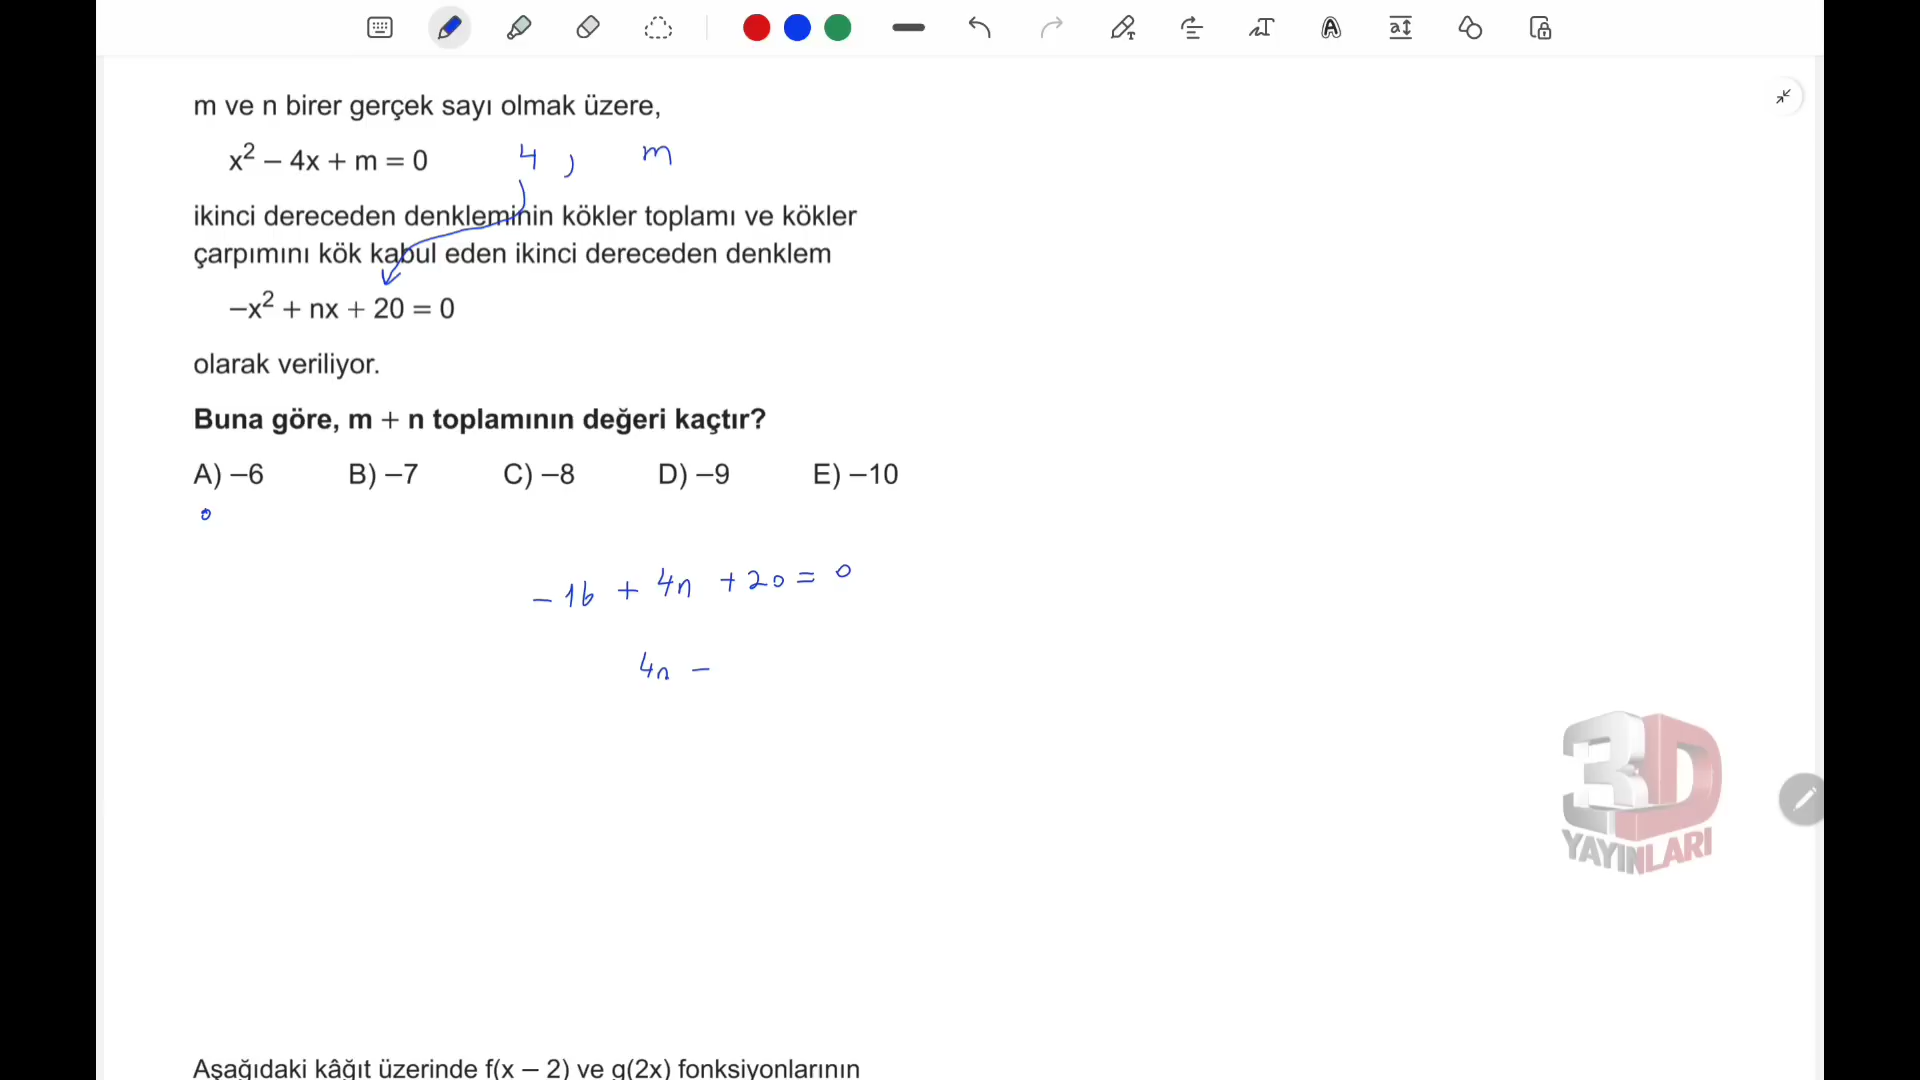 m ve n birer gerçek sayı olmak üzere,
x² – 4x + m = 0 4 , m
ikinci dereceden denkleminin kökler toplamı ve kökler
çarpımını kök kabul eden ikinci dereceden denklem
–x² + nx + 20 = 0
olarak veriliyor.
Buna göre, m + n toplamının değeri kaçtır?
A) –6 B) –7 C) –8 D) –9 E) –10
- 16 + 4n + 20 = 0
4n -
3D
YAYINLARI
Aşağıdaki kâğıt üzerinde f(x – 2) ve g(2x) fonksiyonlarının